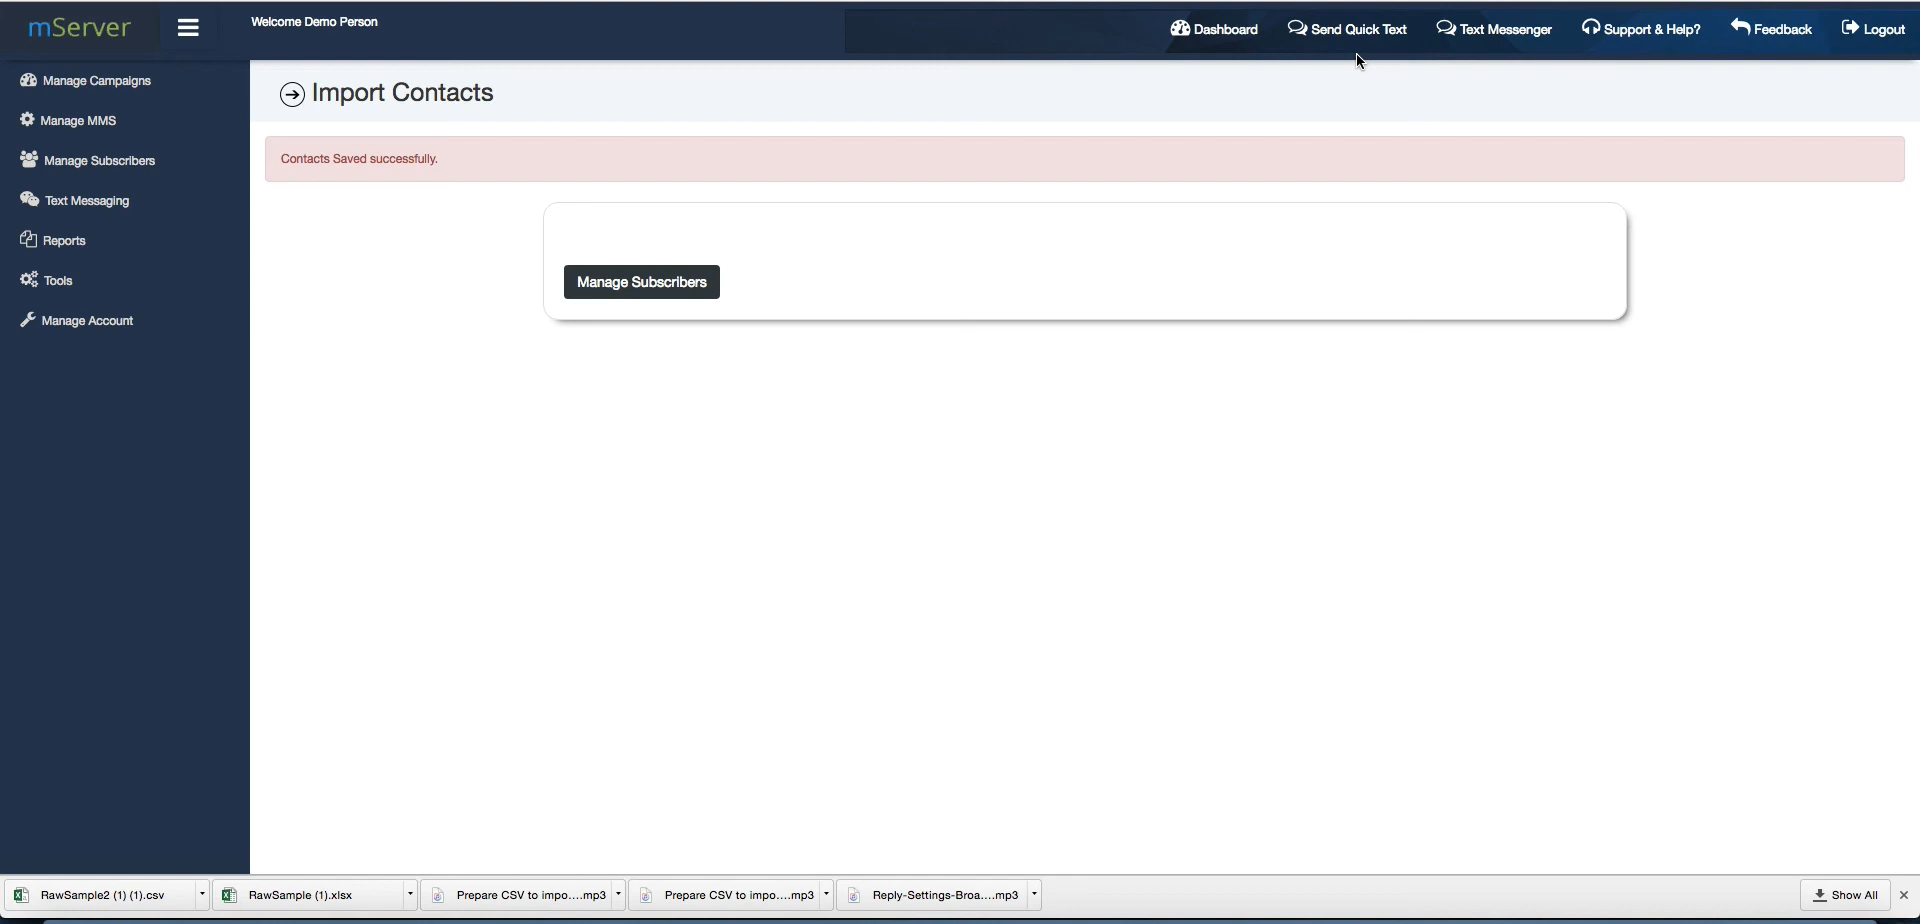 mServer
Welcome Demo Person
Dashboard
Send Quick Text
Text Messenger
Support & Help?
Feedback
Logout
Manage Campaigns
Manage MMS
Manage Subscribers
Text Messaging
Reports
Tools
Manage Account
Import Contacts
Contacts Saved successfully.
Manage Subscribers
RawSample2 (1) (1).csv
RawSample (1).xlsx
Prepare CSV to impo....mp3
Prepare CSV to impo....mp3
Reply-Settings-Broa....mp3
Show All